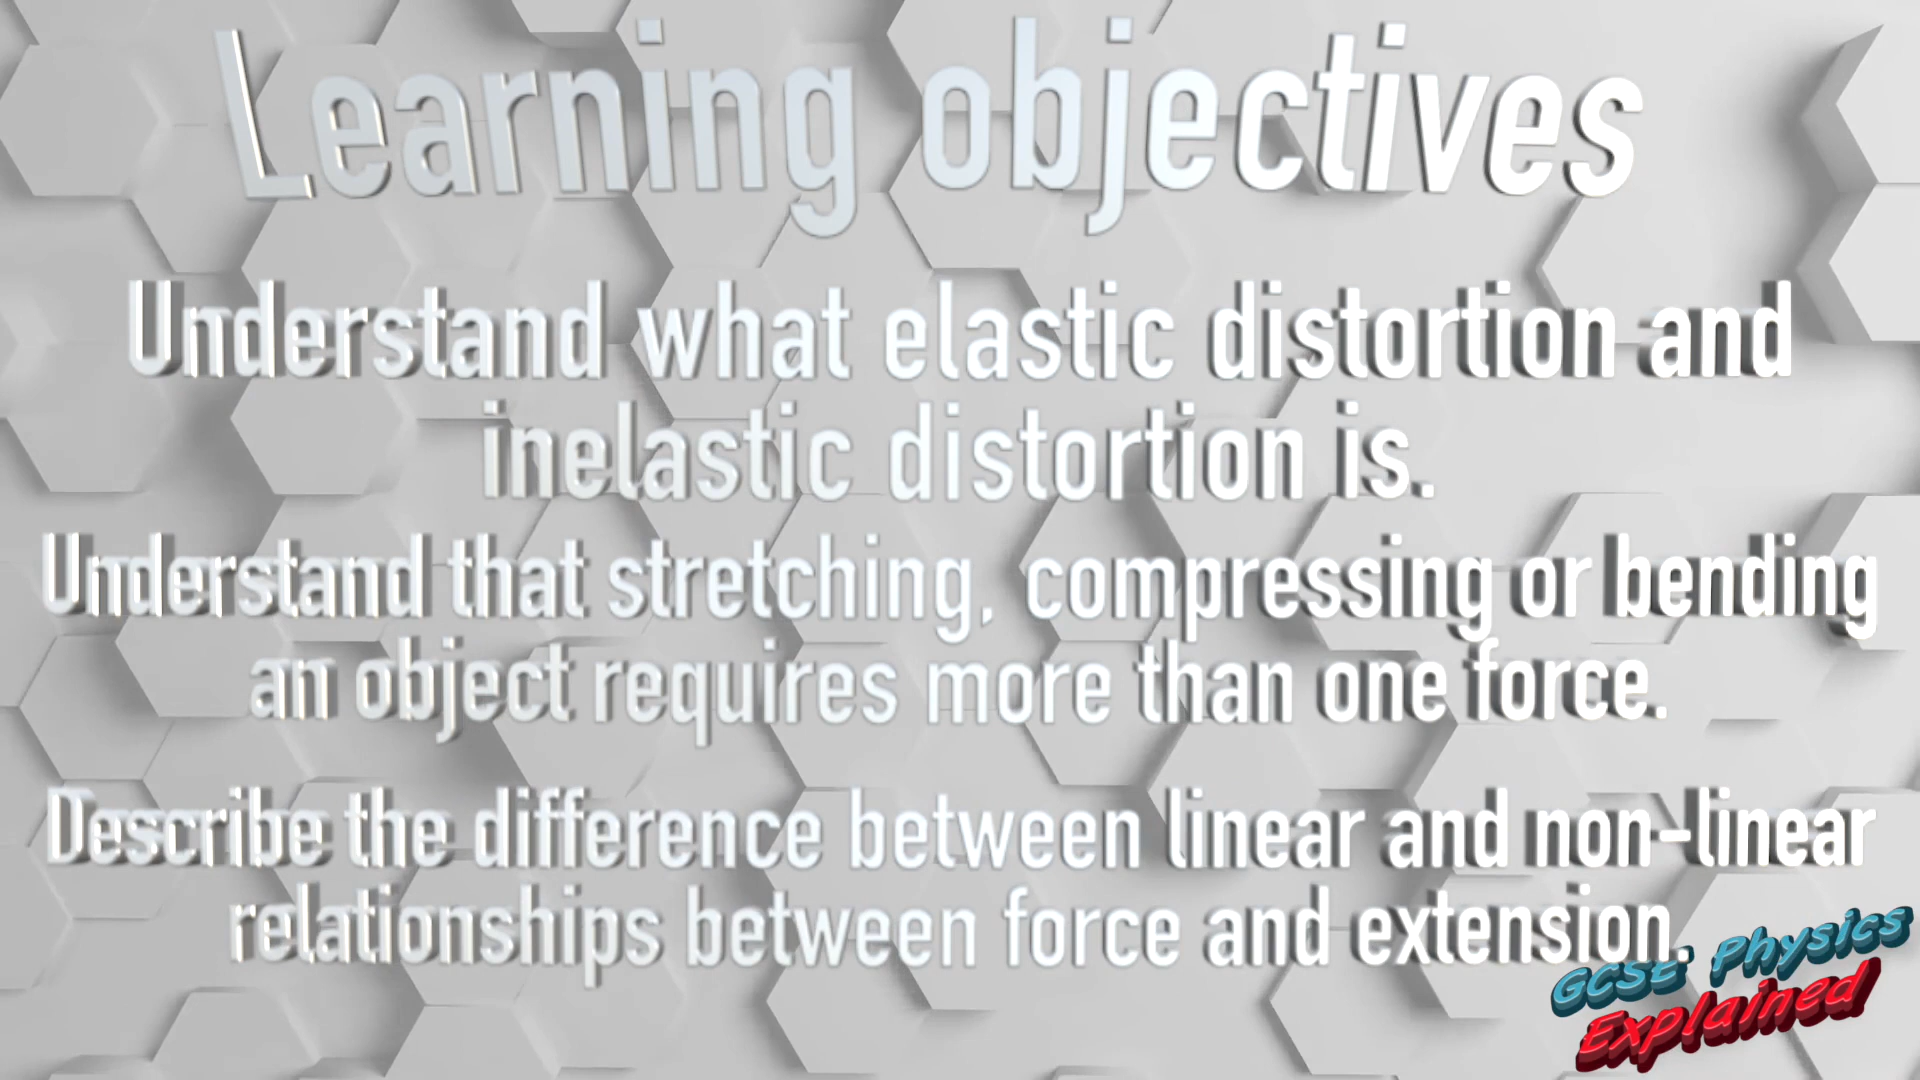 Learning objectives
Understand what elastic distortion and
inelastic distortion is.
Understand that stretching, compressing or bending
an object requires more than one force.
Describe the difference between linear and non-linear
relationships between force and extension.
GCSE Physics
Explained